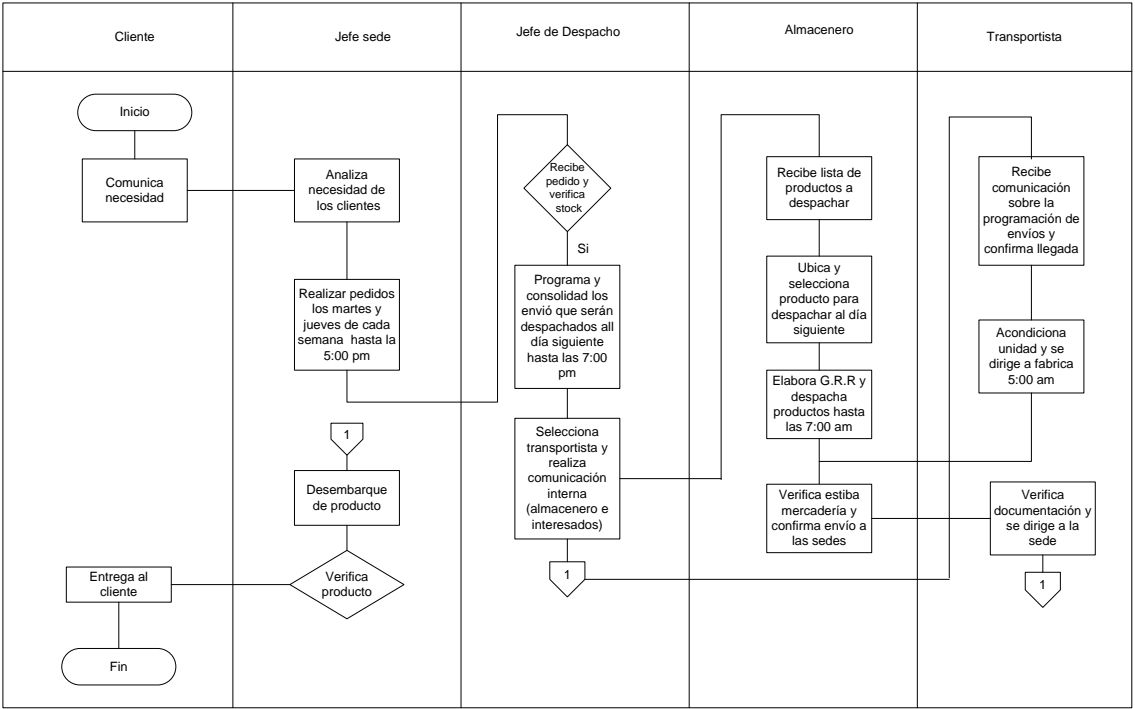 Cliente
Jefe sede
Jefe de Despacho
Almacenero
Transportista
Inicio
Comunica
necesidad
Analiza
necesidad de
los clientes
Realizar pedidos
los martes y
jueves de cada
semana hasta la
5:00 pm
Recibe
pedido y
verifica
stock
Si
Programa y
consolidad los
envió que serán
despachados all
día siguiente
hasta las 7:00
pm
Selecciona
transportista y
realiza
comunicación
interna
(almacenero e
interesados)
1
Recibe lista de
productos a
despachar
Ubica y
selecciona
producto para
despachar al día
siguiente
Elabora G.R.R y
despacha
productos hasta
las 7:00 am
Verifica estiba
mercadería y
confirma envío a
las sedes
Recibe
comunicación
sobre la
programación de
envíos y
confirma llegada
Acondiciona
unidad y se
dirige a fabrica
5:00 am
Verifica
documentación y
se dirige a la
sede
1
1
Desembarque
de producto
Verifica
producto
Entrega al
cliente
Fin